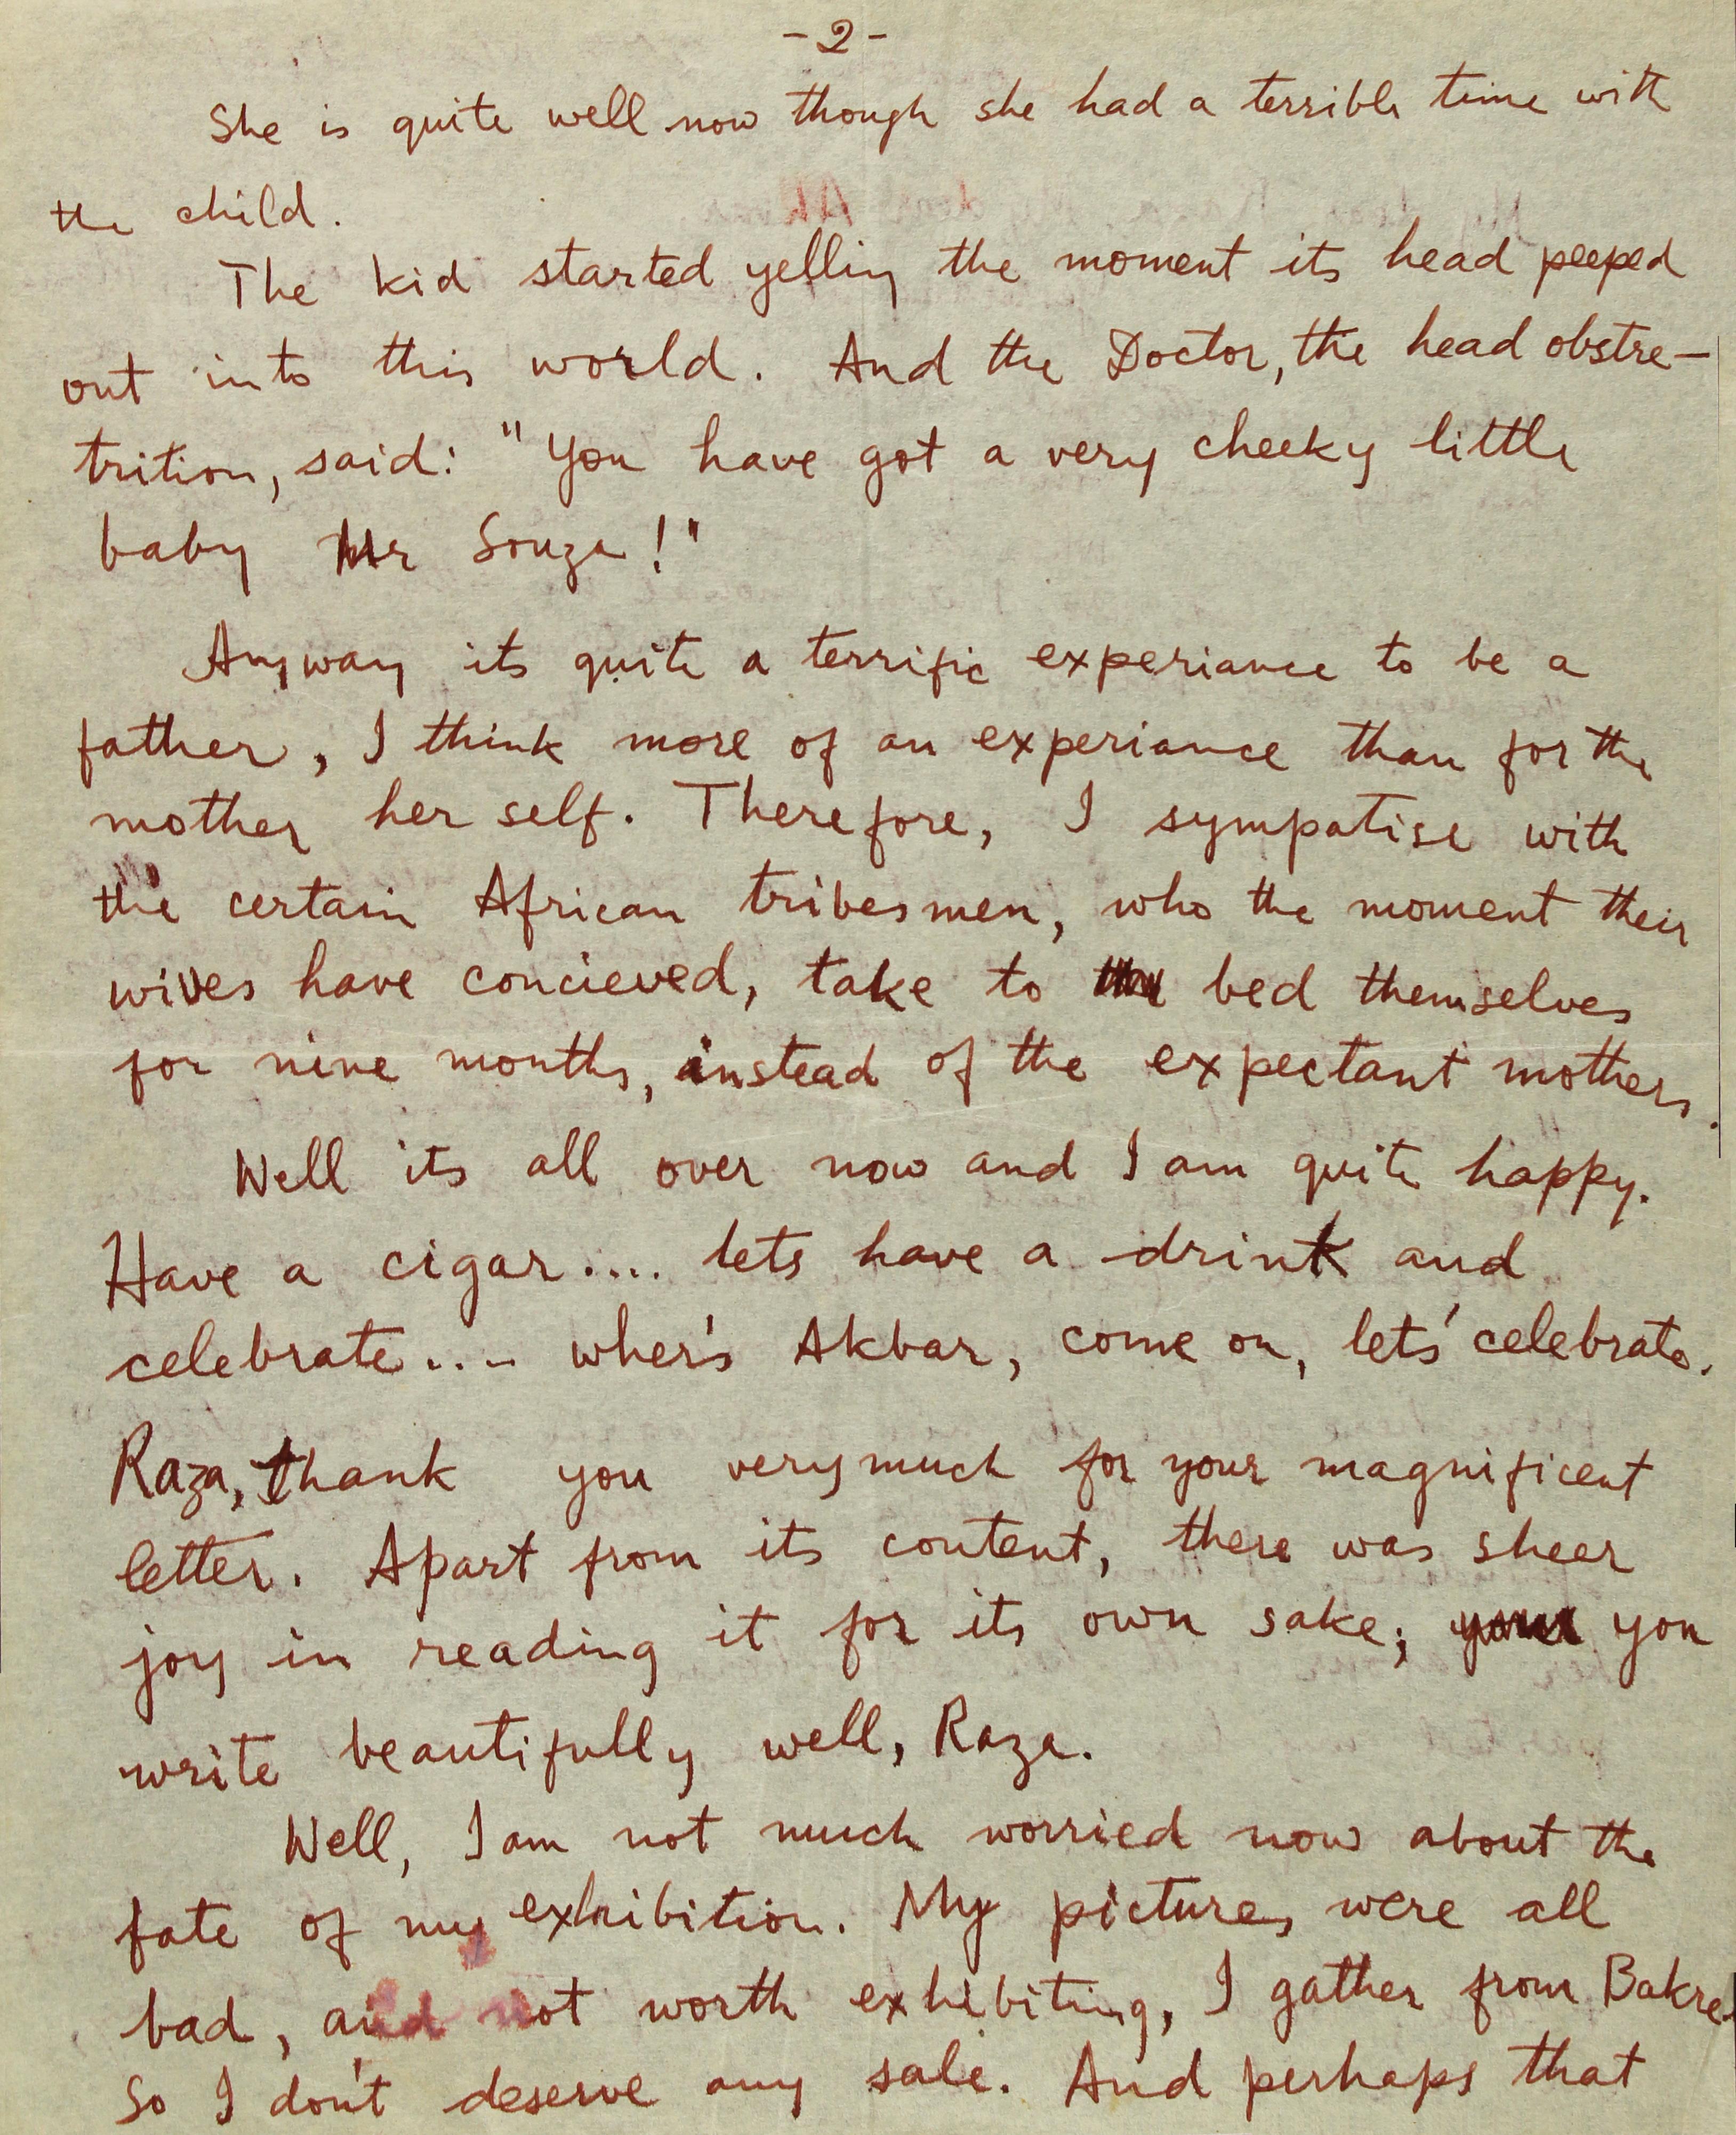 -2-
She is quite well now though she had a terrible time with
the child.
The kid started yelling the moment its head peeped
out into this world. And the Doctor, the head obstre-
trition, said: "You have got a very cheeky little
baby Mr Souza!"
Anyway its quite a terrific experiance to be a
father, I think more of an experiance than for the
mother her self. Therefore, I sympatise with
the certain African tribesmen, who the moment their
wives have concieved, take to bed themselves
for nine months, instead of the expectant mothers.
Well its all over now and I am quite happy.
Have a cigar.... lets have a drink and
celebrate.... wher's Akbar, come on, lets' celebrate.
Raza, thank you very much for your magnificent
letter. Apart from its content, there was sheer
joy in reading it for its own sake; you
write beautifully well, Raza.
Well, I am not much worried now about the
fate of my exhibition. My pictures were all
bad, and not worth exhibiting, I gather from Bakre.
So I don't deserve any sale. And perhaps that